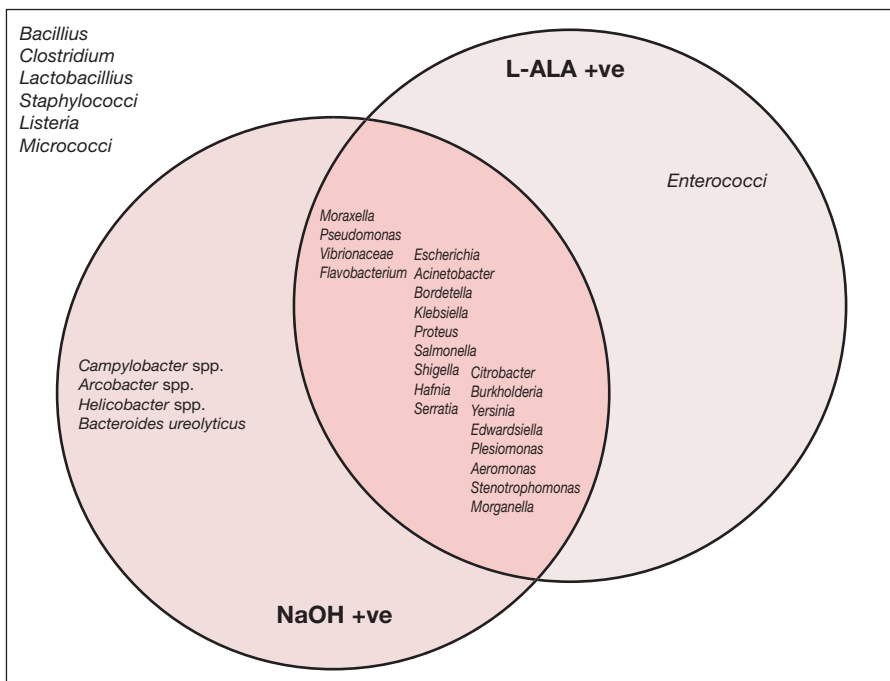 Bacillius
Clostridium
Lactobacillius
Staphylococci
Listeria
Micrococci
L-ALA +ve
Enterococci
Moraxella
Pseudomonas
Vibrionaceae
Flavobacterium
Escherichia
Acinetobacter
Bordetella
Klebsiella
Proteus
Salmonella
Shigella
Hafnia
Serratia
Citrobacter
Burkholderia
Yersinia
Edwardsiella
Plesiomonas
Aeromonas
Stenotrophomonas
Morganella
Campylobacter spp.
Arcobacter spp.
Helicobacter spp.
Bacteroides ureolyticus
NaOH +ve